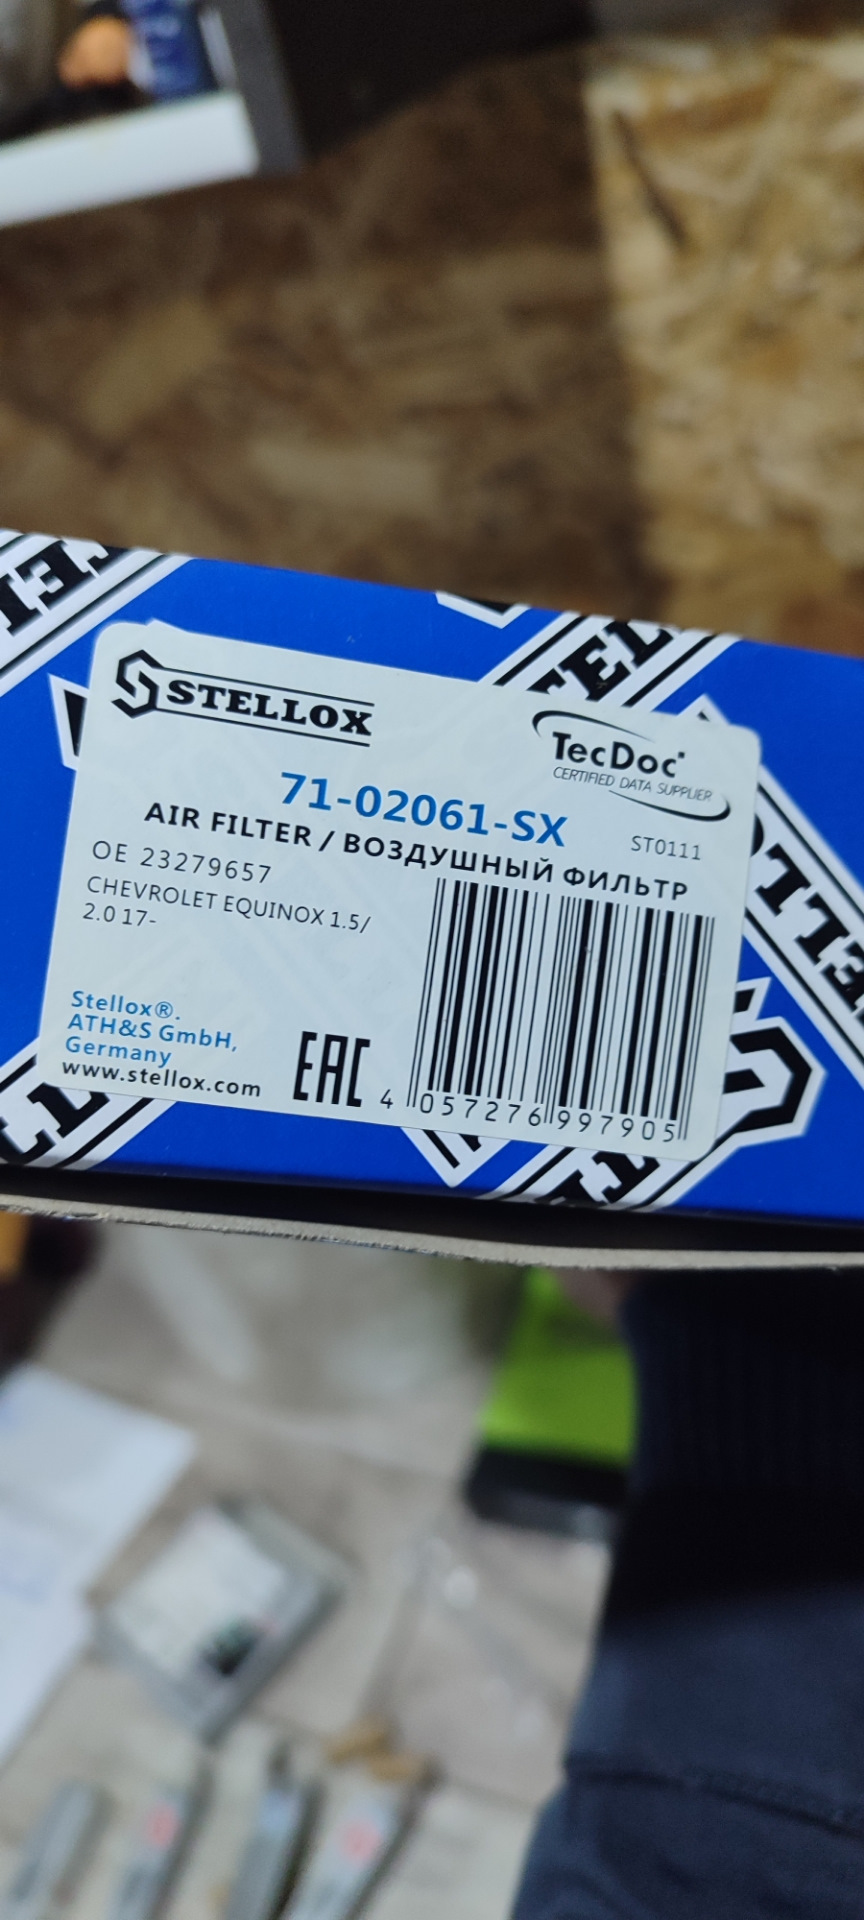 STELLOX
TecDoc
CERTIFIED DATA SUPPLIER
71-02061-SX
ST0111
AIR FILTER / ВОЗДУШНЫЙ ФИЛЬТР
OE 23279657
CHEVROLET EQUINOX 1.5/
2.0 17-
Stellox®.
ATH&S GmbH,
Germany
www.stellox.com
EAC
4 057276 997905